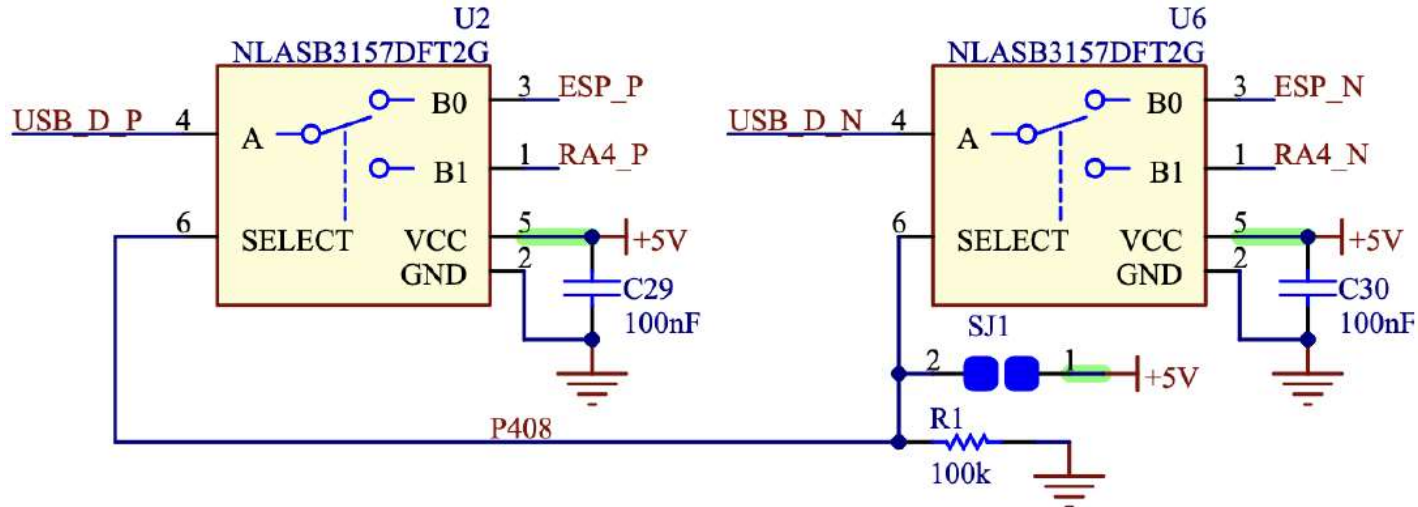 U2
NLASB3157DFT2G
USB_D_P
4
A
B0
3
ESP_P
B1
1
RA4_P
6
SELECT
VCC
5
+5V
GND
2
C29
100nF
U6
NLASB3157DFT2G
USB_D_N
4
A
B0
3
ESP_N
B1
1
RA4_N
6
SELECT
VCC
5
+5V
GND
2
C30
100nF
SJ1
2
1
+5V
P408
R1
100k